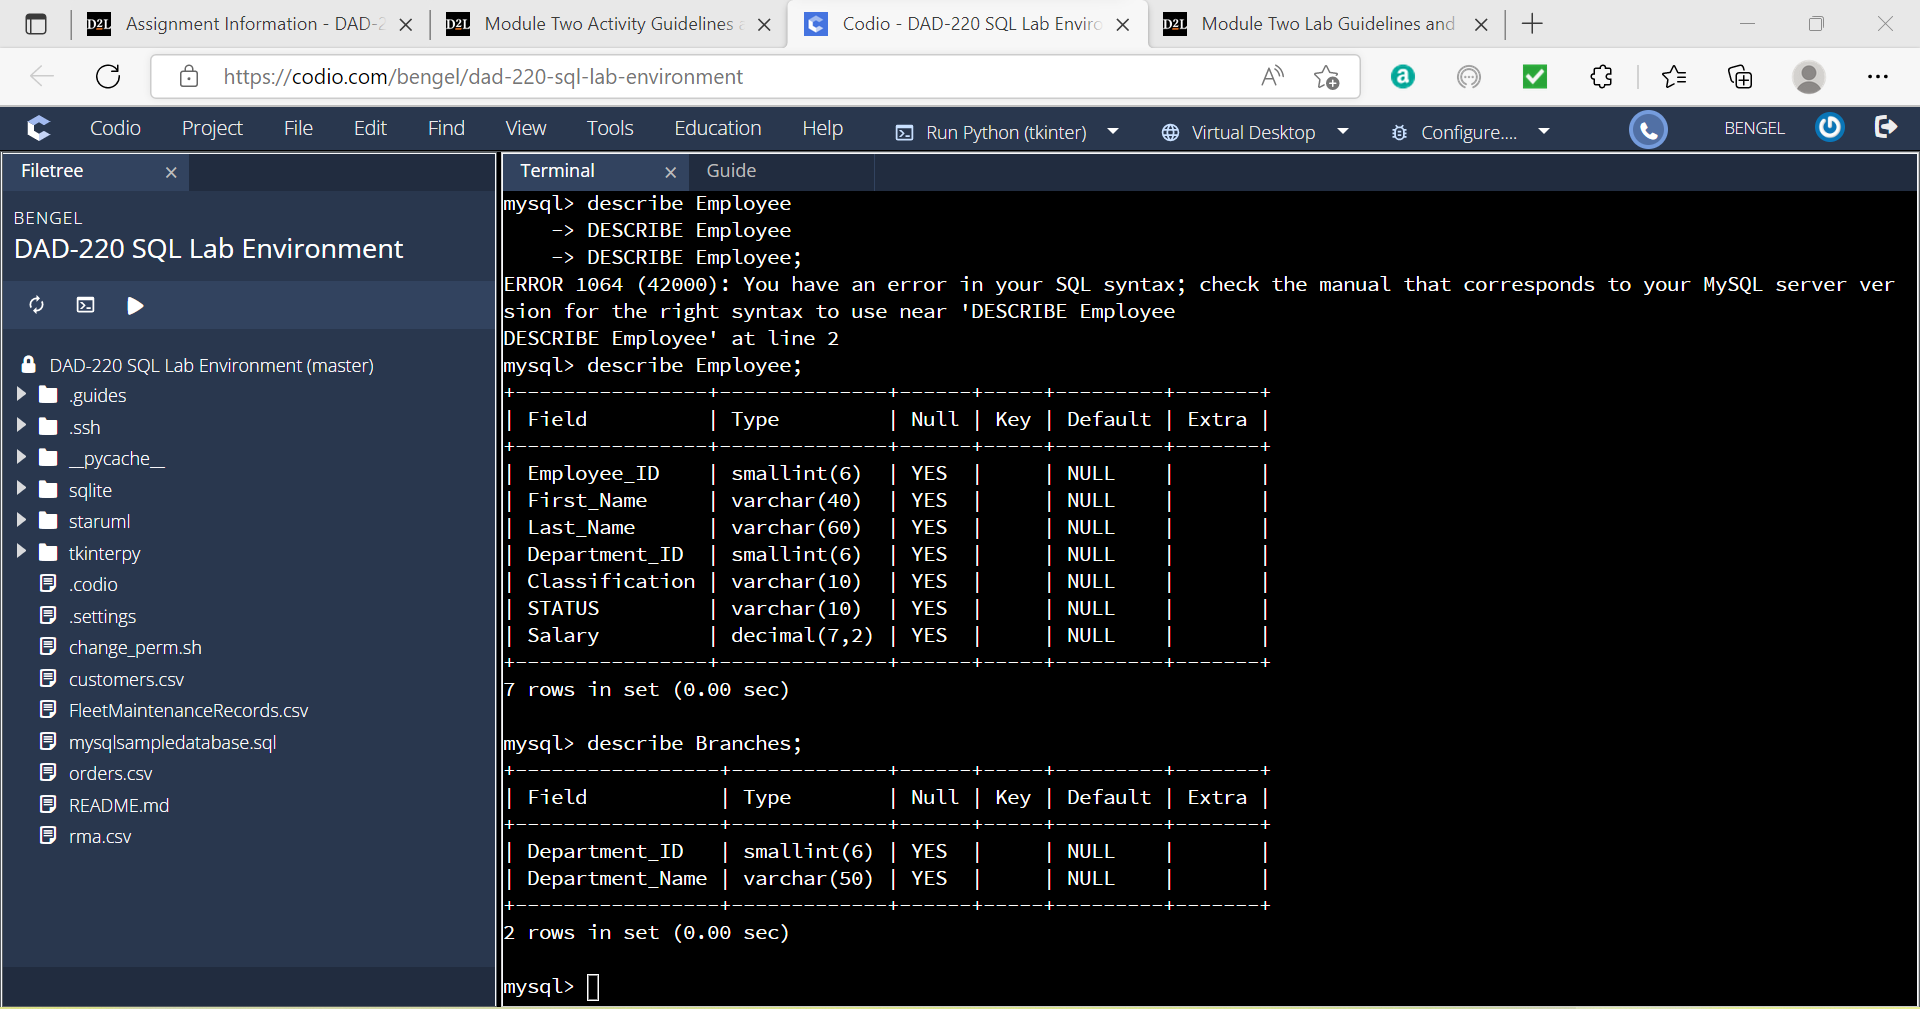 Assignment Information - DAD-2
Module Two Activity Guidelines a
Codio - DAD-220 SQL Lab Enviro
Module Two Lab Guidelines and
https://codio.com/bengel/dad-220-sql-lab-environment
Codio Project File Edit Find View Tools Education Help Run Python (tkinter) Virtual Desktop Configure.... BENGEL
Filetree
BENGEL
DAD-220 SQL Lab Environment
DAD-220 SQL Lab Environment (master)
.guides
.ssh
__pycache__
sqlite
staruml
tkinterpy
.codio
.settings
change_perm.sh
customers.csv
FleetMaintenanceRecords.csv
mysqlsampledatabase.sql
orders.csv
README.md
rma.csv
Terminal Guide
mysql> describe Employee
    -> DESCRIBE Employee
    -> DESCRIBE Employee;
ERROR 1064 (42000): You have an error in your SQL syntax; check the manual that corresponds to your MySQL server ver
sion for the right syntax to use near 'DESCRIBE Employee
DESCRIBE Employee' at line 2
mysql> describe Employee;
+----------------+--------------+------+-----+---------+-------+
| Field          | Type         | Null | Key | Default | Extra |
+----------------+--------------+------+-----+---------+-------+
| Employee_ID    | smallint(6)  | YES  |     | NULL    |       |
| First_Name     | varchar(40)  | YES  |     | NULL    |       |
| Last_Name      | varchar(60)  | YES  |     | NULL    |       |
| Department_ID  | smallint(6)  | YES  |     | NULL    |       |
| Classification | varchar(10)  | YES  |     | NULL    |       |
| STATUS         | varchar(10)  | YES  |     | NULL    |       |
| Salary         | decimal(7,2) | YES  |     | NULL    |       |
+----------------+--------------+------+-----+---------+-------+
7 rows in set (0.00 sec)
mysql> describe Branches;
+-----------------+-------------+------+-----+---------+-------+
| Field           | Type        | Null | Key | Default | Extra |
+-----------------+-------------+------+-----+---------+-------+
| Department_ID   | smallint(6) | YES  |     | NULL    |       |
| Department_Name | varchar(50) | YES  |     | NULL    |       |
+-----------------+-------------+------+-----+---------+-------+
2 rows in set (0.00 sec)
mysql>